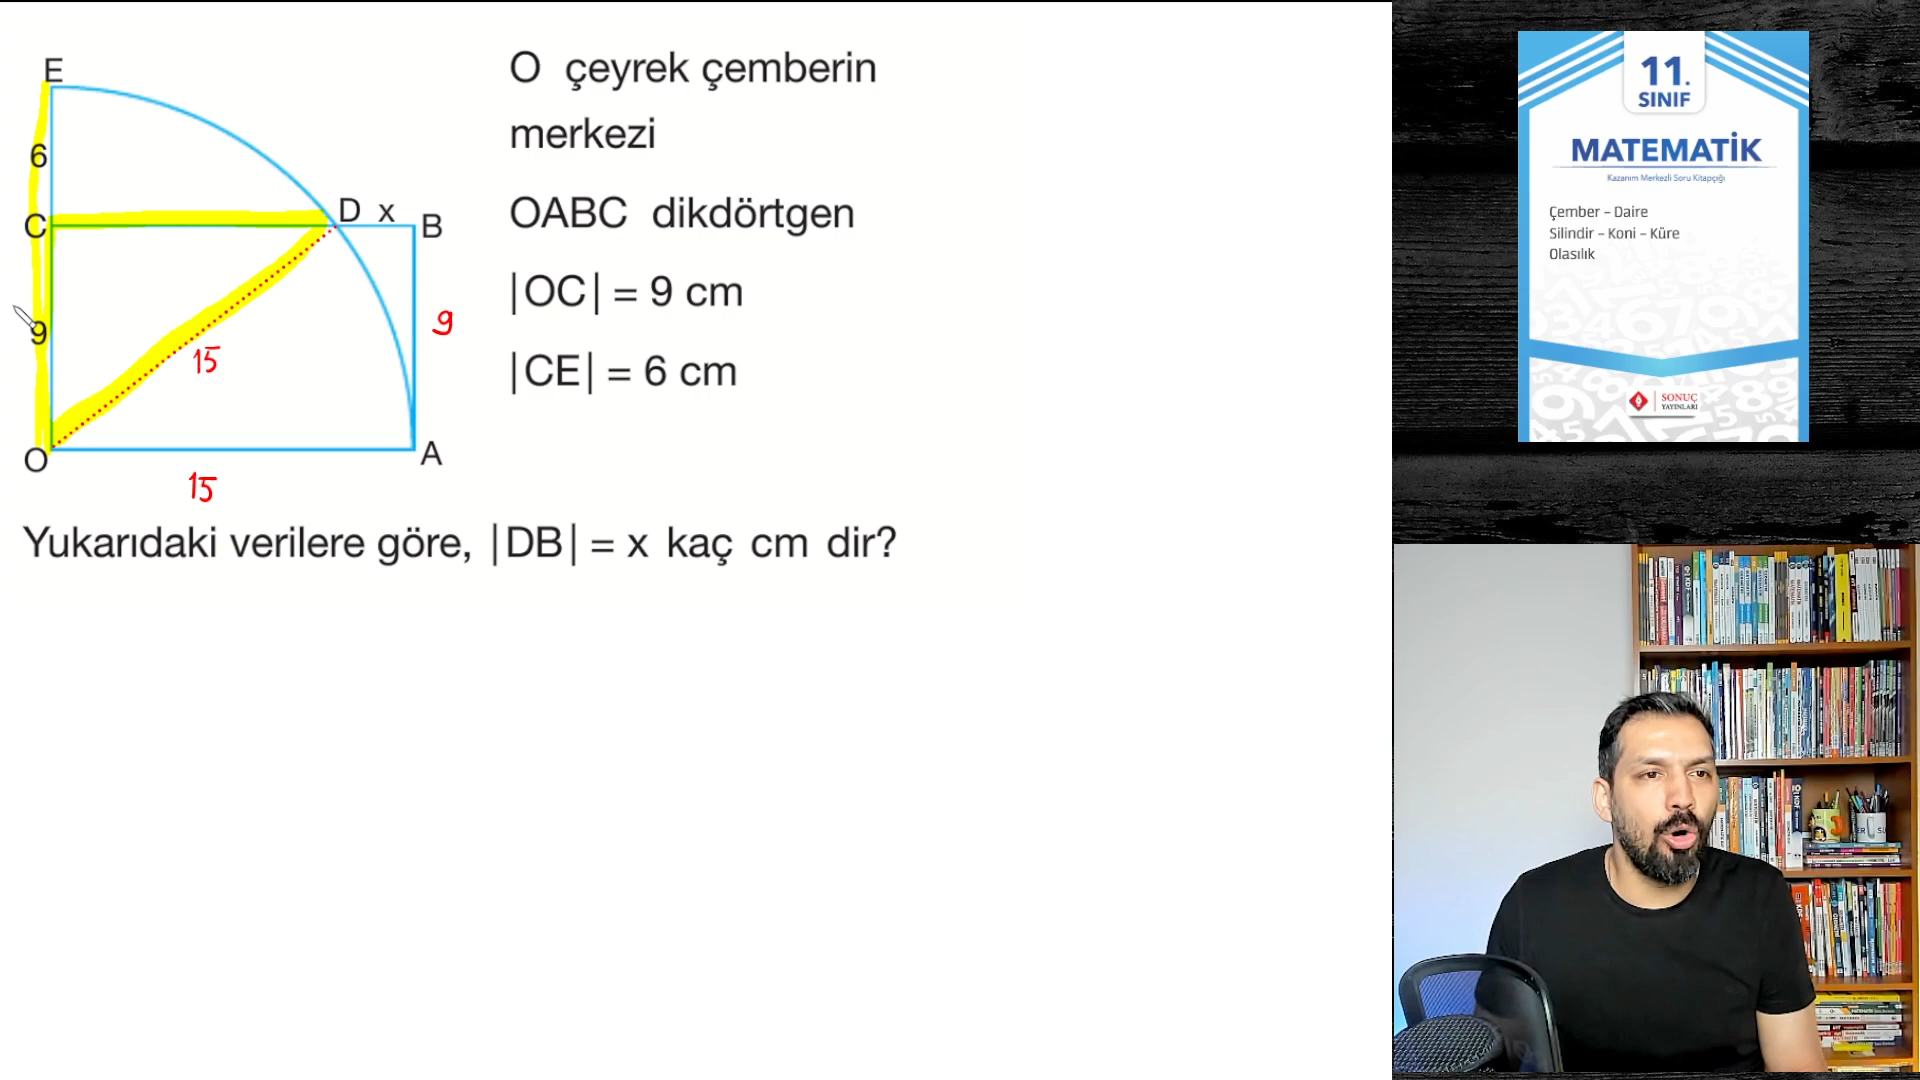 E
6
C
D x
B
9
9
15
O
A
15
O çeyrek çemberin
merkezi
OABC dikdörtgen
|OC| = 9 cm
|CE| = 6 cm
Yukarıdaki verilere göre, |DB| = x kaç cm dir?
11.
SINIF
MATEMATİK
Kazanım Merkezli Soru Kitapçığı
Çember – Daire
Silindir – Koni – Küre
Olasılık
SONUÇ
YAYINLARI